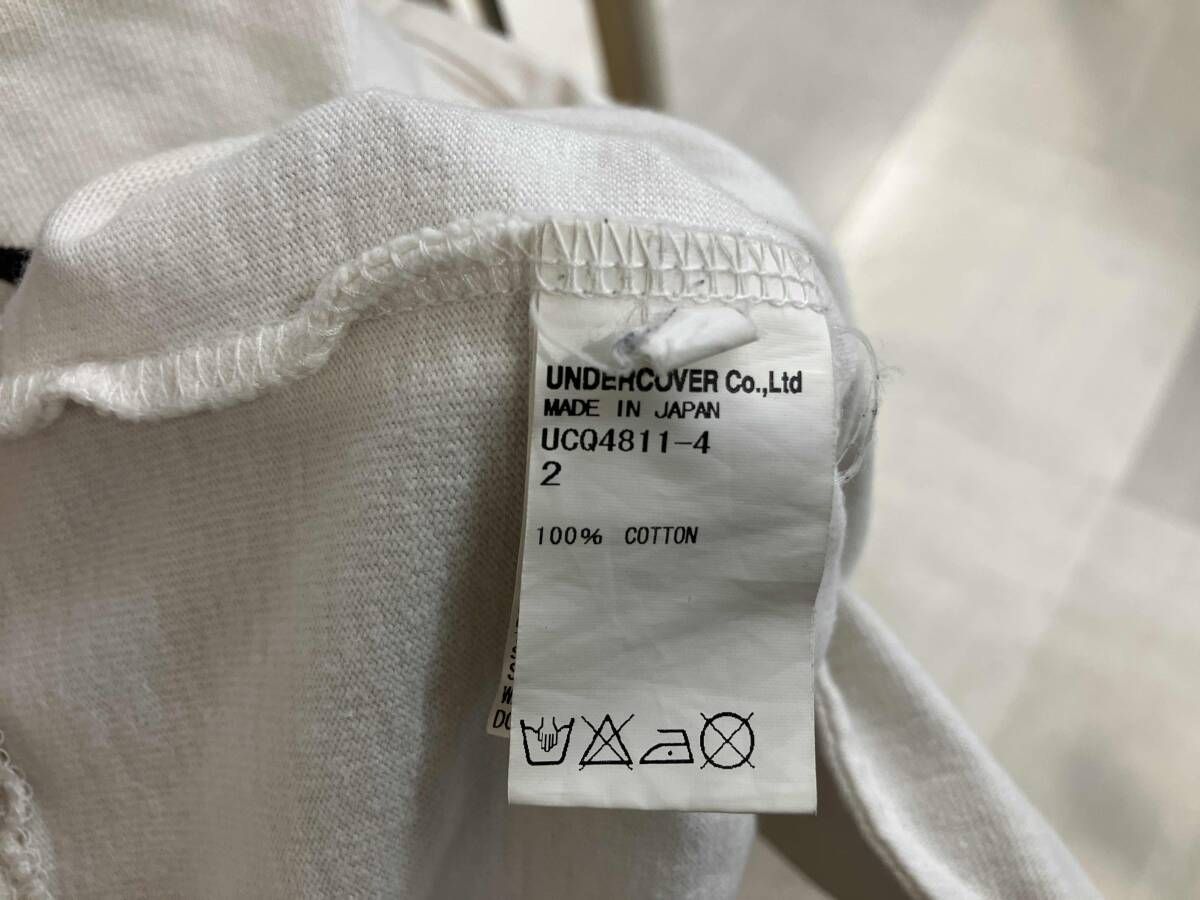 UNDERCOVER Co.,Ltd
MADE IN JAPAN
UCQ4811-4
2
100% COTTON